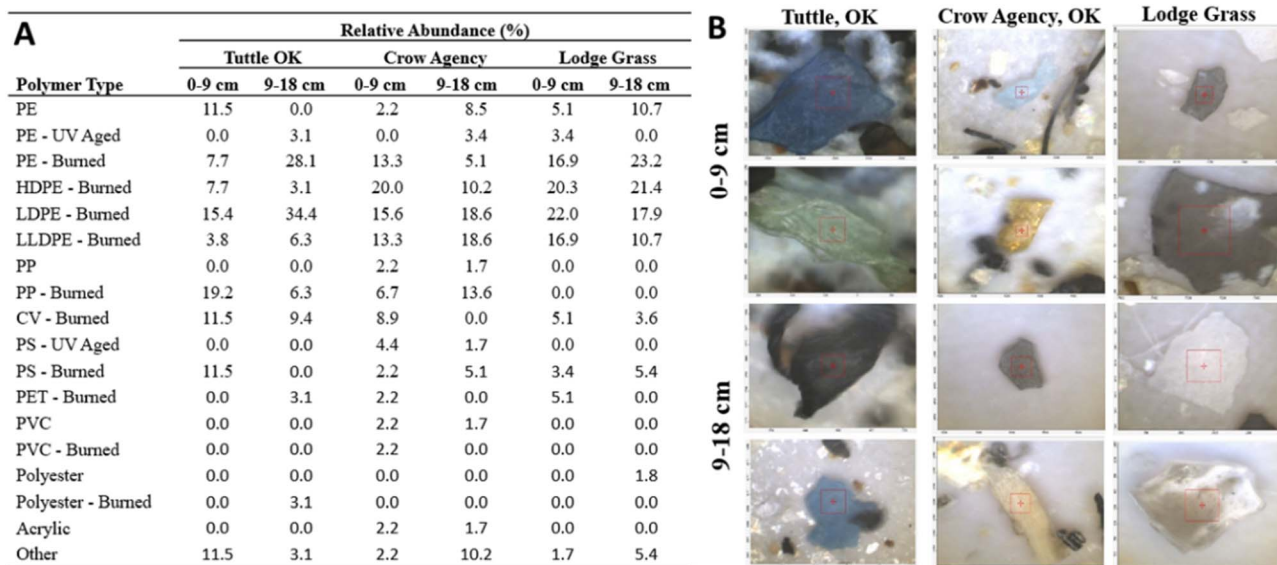 A
Relative Abundance (%)
Tuttle OK Crow Agency Lodge Grass
Polymer Type 0-9 cm 9-18 cm 0-9 cm 9-18 cm 0-9 cm 9-18 cm
PE 11.5 0.0 2.2 8.5 5.1 10.7
PE - UV Aged 0.0 3.1 0.0 3.4 3.4 0.0
PE - Burned 7.7 28.1 13.3 5.1 16.9 23.2
HDPE - Burned 7.7 3.1 20.0 10.2 20.3 21.4
LDPE - Burned 15.4 34.4 15.6 18.6 22.0 17.9
LLDPE - Burned 3.8 6.3 13.3 18.6 16.9 10.7
PP 0.0 0.0 2.2 1.7 0.0 0.0
PP - Burned 19.2 6.3 6.7 13.6 0.0 0.0
CV - Burned 11.5 9.4 8.9 0.0 5.1 3.6
PS - UV Aged 0.0 0.0 4.4 1.7 0.0 0.0
PS - Burned 11.5 0.0 2.2 5.1 3.4 5.4
PET - Burned 0.0 3.1 2.2 0.0 5.1 0.0
PVC 0.0 0.0 2.2 1.7 0.0 0.0
PVC - Burned 0.0 0.0 2.2 0.0 0.0 0.0
Polyester 0.0 0.0 0.0 0.0 0.0 1.8
Polyester - Burned 0.0 3.1 0.0 0.0 0.0 0.0
Acrylic 0.0 0.0 2.2 1.7 0.0 0.0
Other 11.5 3.1 2.2 10.2 1.7 5.4
B
Tuttle, OK Crow Agency, OK Lodge Grass
0-9 cm
9-18 cm